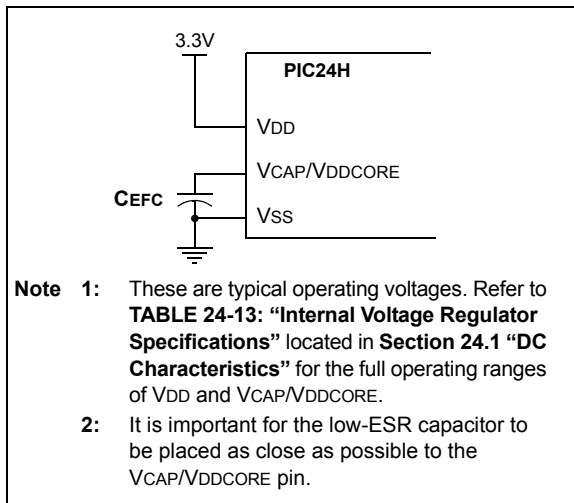 3.3V
PIC24H
VDD
VCAP/VDDCORE
CEFC
VSS
Note 1: These are typical operating voltages. Refer to
TABLE 24-13: “Internal Voltage Regulator
Specifications” located in Section 24.1 “DC
Characteristics” for the full operating ranges
of VDD and VCAP/VDDCORE.
2: It is important for the low-ESR capacitor to
be placed as close as possible to the
VCAP/VDDCORE pin.